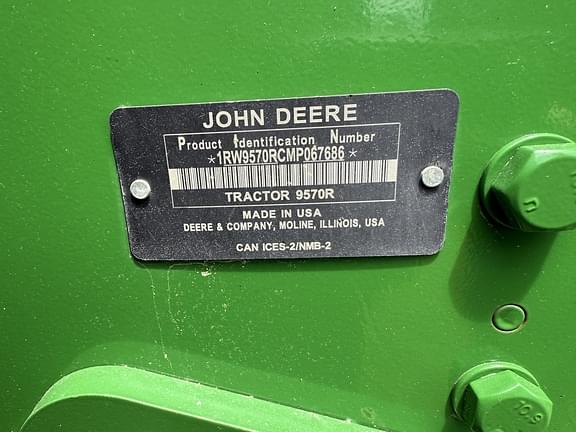 JOHN DEERE
Product Identification Number
*1RW9570RCMP067686*
TRACTOR 9570R
MADE IN USA
DEERE & COMPANY, MOLINE, ILLINOIS, USA
CAN ICES-2/NMB-2
10.9